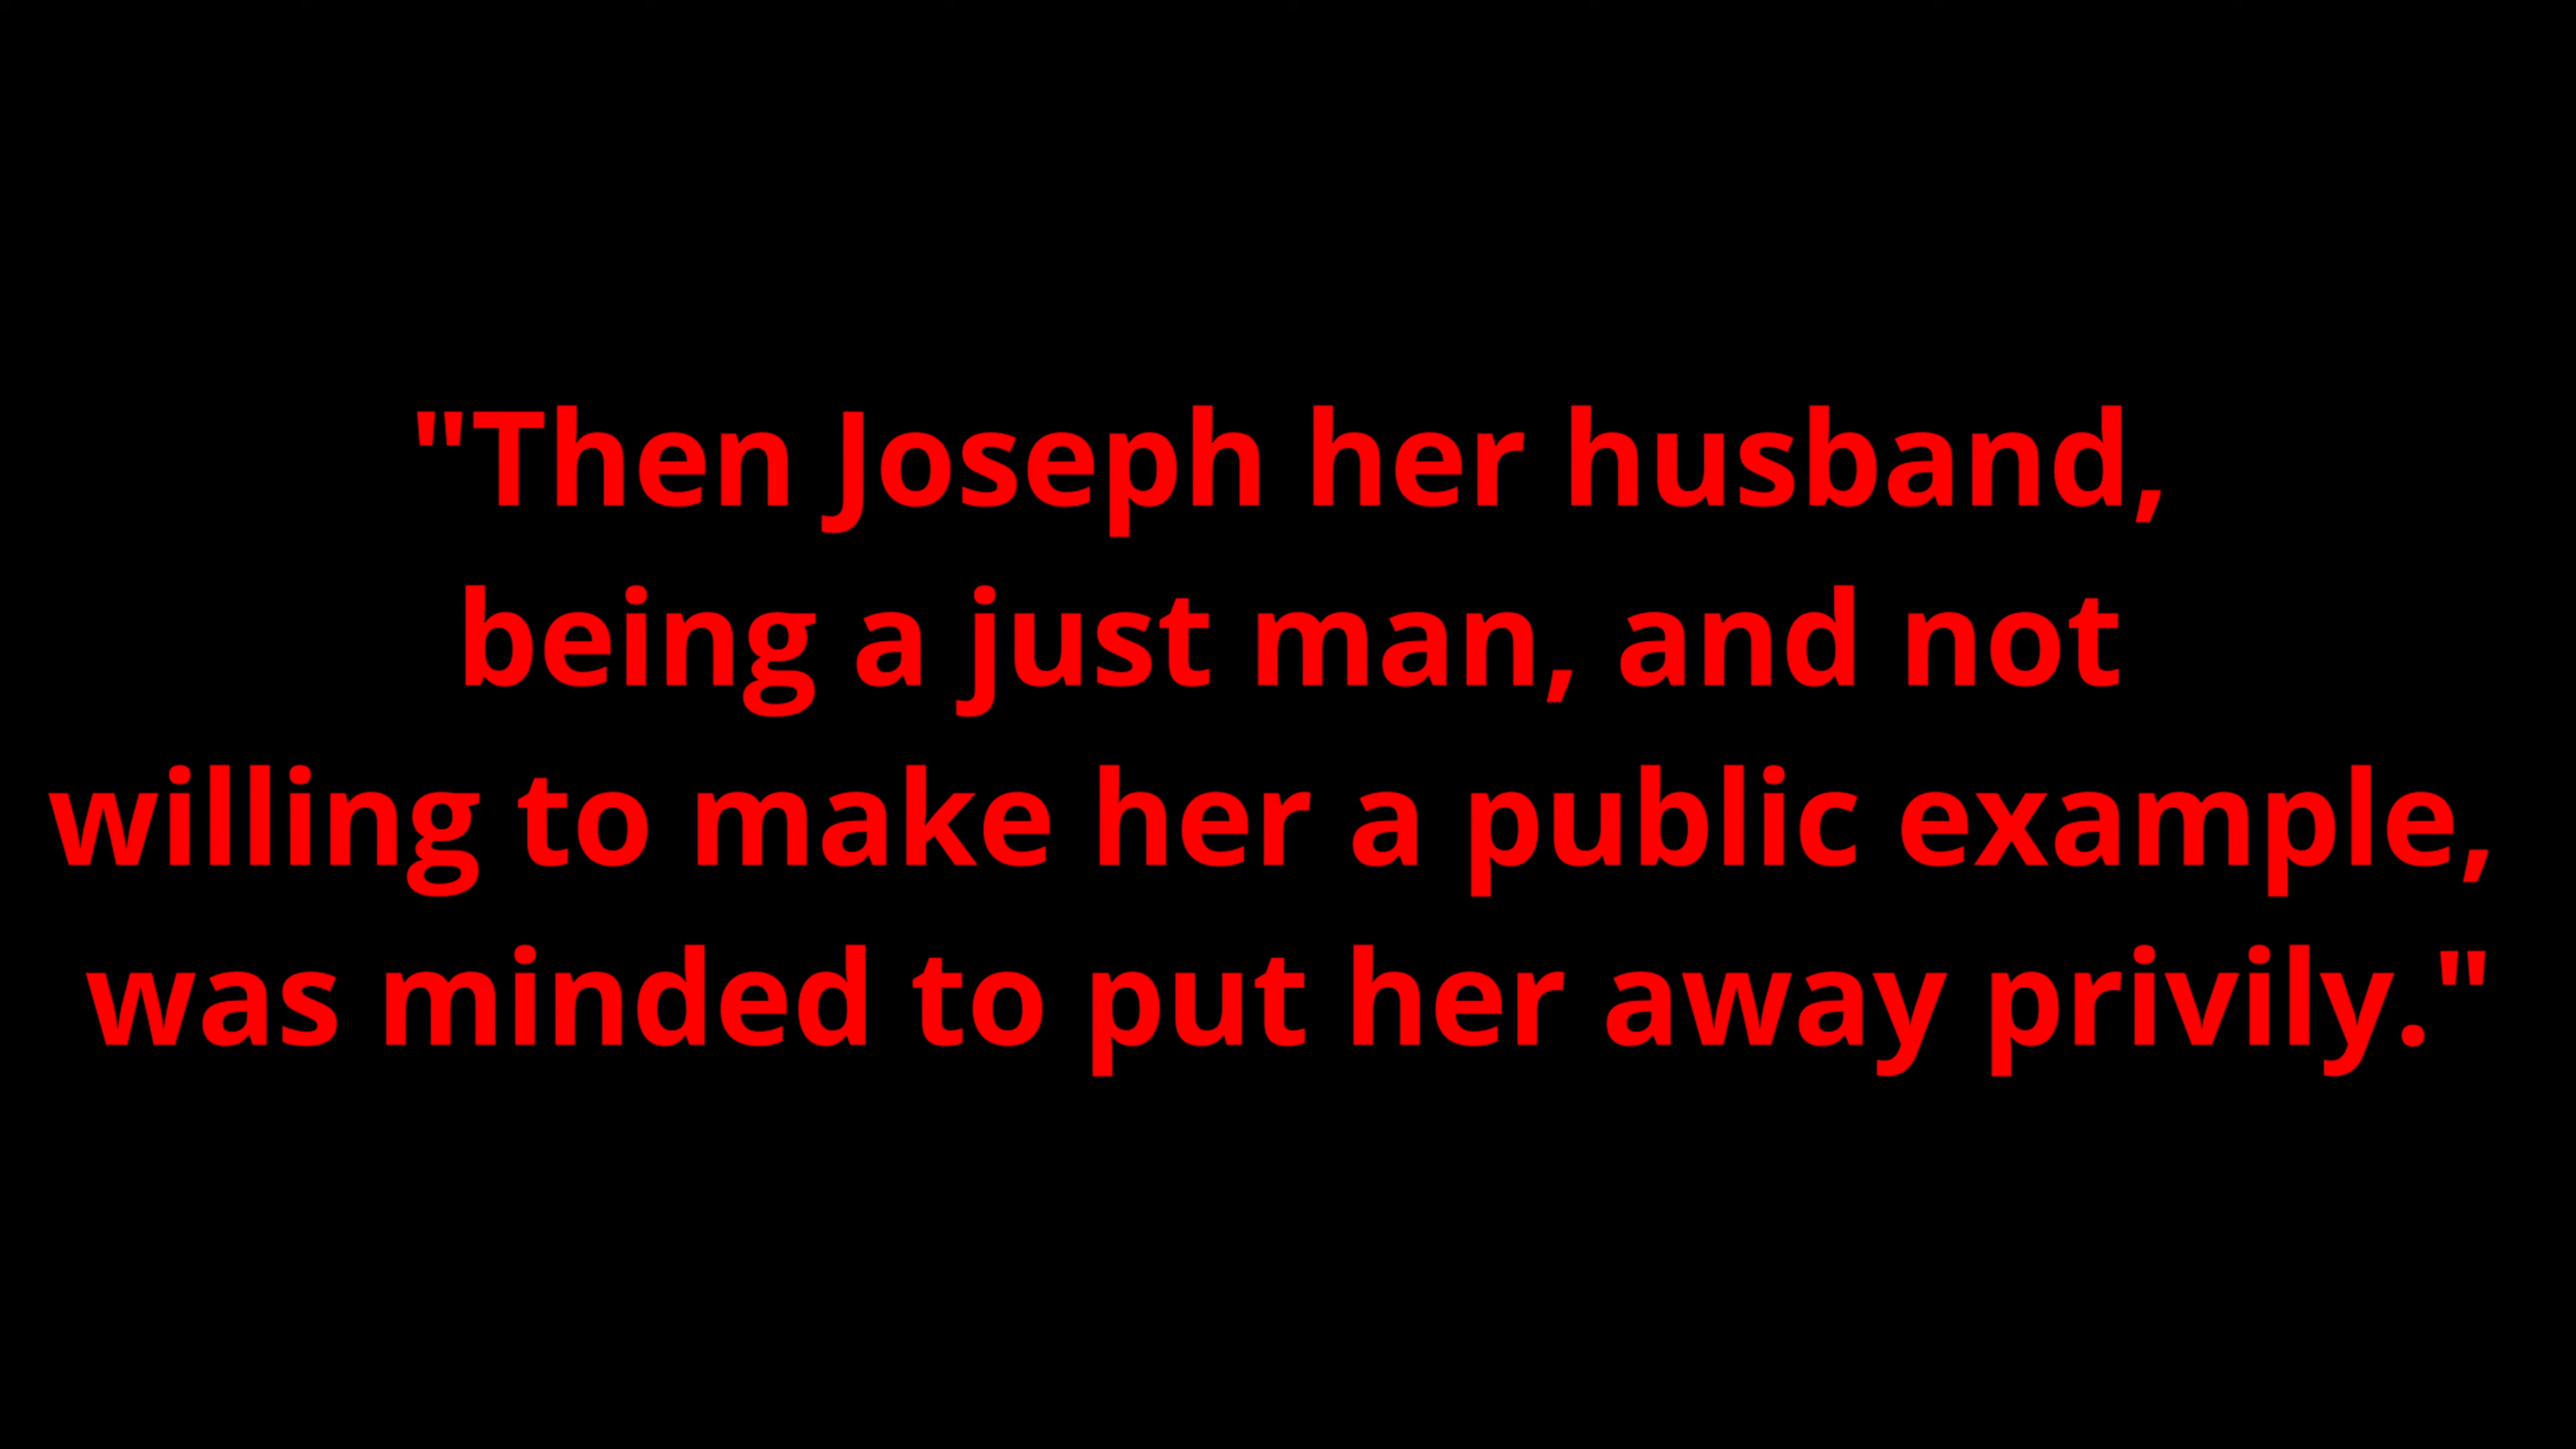 "Then Joseph her husband,
being a just man, and not
willing to make her a public example,
was minded to put her away privily."